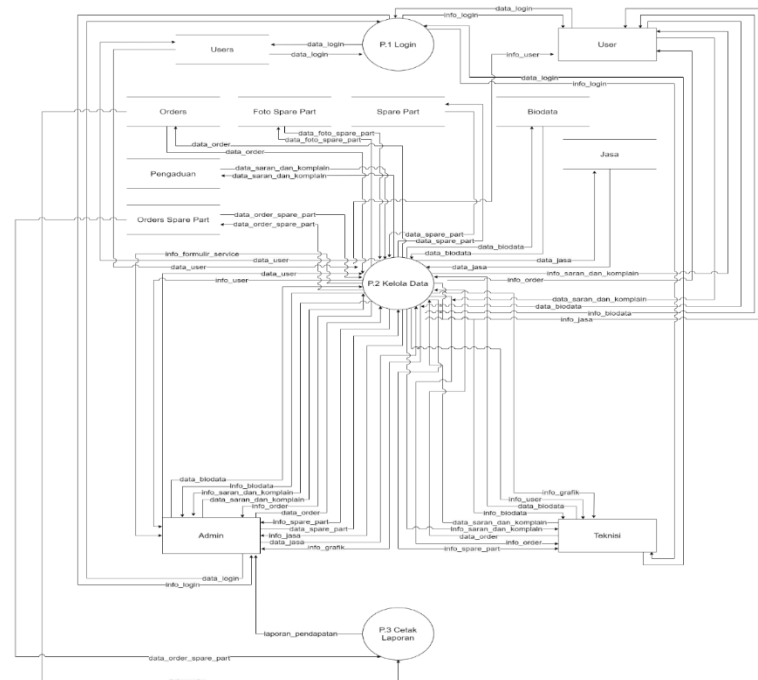 data_login
info_login
Users
data_login
data_login
P.1 Login
info_user
User
data_login
info_login
Orders
Foto Spare Part
Spare Part
Biodata
data_foto_spare_part
data_foto_spare_part
data_order
data_order
Jasa
Pengaduan
data_saran_dan_komplain
data_saran_dan_komplain
Orders Spare Part
data_order_spare_part
data_order_spare_part
data_spare_part
data_spare_part
data_biodata
data_biodata
info_formulir_service
data_user
data_user
data_user
info_user
data_jasa
data_jasa
info_saran_dan_komplain
info_order
P.2 Kelola Data
data_saran_dan_komplain
data_biodata
info_biodata
info_jasa
data_biodata
info_biodata
info_saran_dan_komplain
data_saran_dan_komplain
info_order
data_order
info_spare_part
data_spare_part
info_jasa
data_jasa
info_grafik
Admin
info_grafik
info_user
data_biodata
info_biodata
data_saran_dan_komplain
info_saran_dan_komplain
data_order
info_order
info_spare_part
Teknisi
data_login
info_login
laporan_pendapatan
P.3 Cetak
Laporan
data_order_spare_part